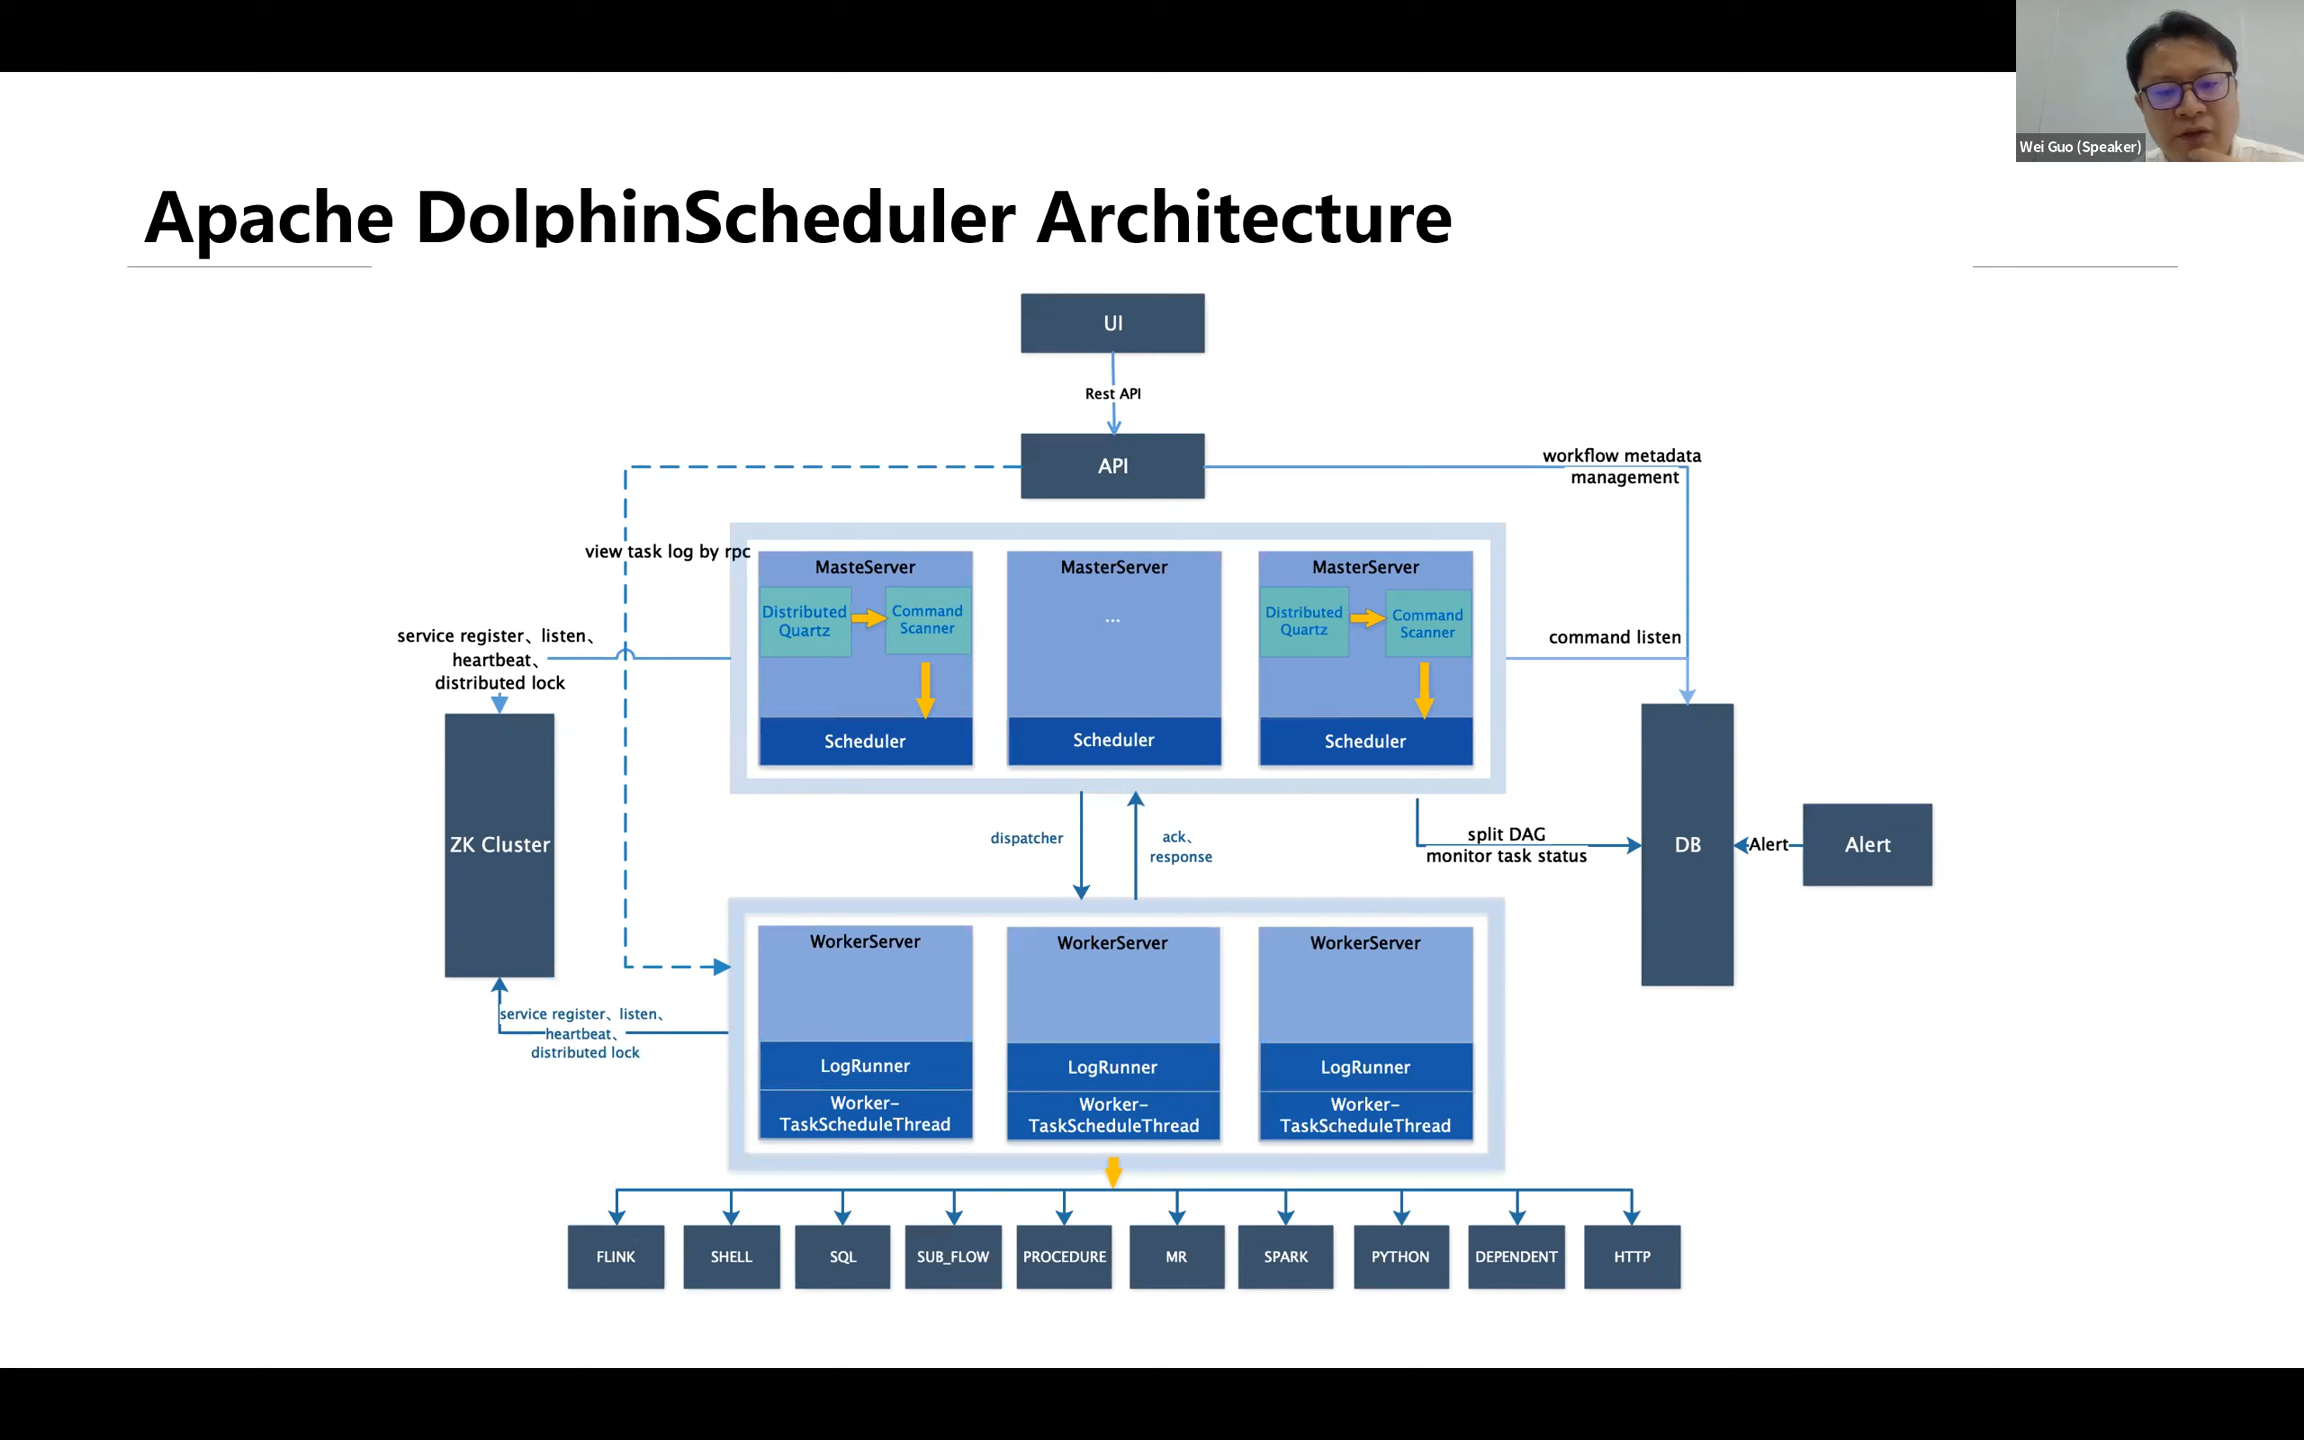 Wei Guo (Speaker)
Apache DolphinScheduler Architecture
UI
Rest API
API
workflow metadata
management
view task log by rpc
MasteServer
MasterServer
MasterServer
Distributed
Quartz
Command
Scanner
...
Distributed
Quartz
Command
Scanner
service register、listen、
heartbeat、
distributed lock
command listen
Scheduler
Scheduler
Scheduler
ZK Cluster
dispatcher
ack、
response
split DAG
monitor task status
DB
Alert
Alert
WorkerServer
WorkerServer
WorkerServer
service register、listen、
heartbeat、
distributed lock
LogRunner
LogRunner
LogRunner
Worker-
TaskScheduleThread
Worker-
TaskScheduleThread
Worker-
TaskScheduleThread
FLINK
SHELL
SQL
SUB_FLOW
PROCEDURE
MR
SPARK
PYTHON
DEPENDENT
HTTP